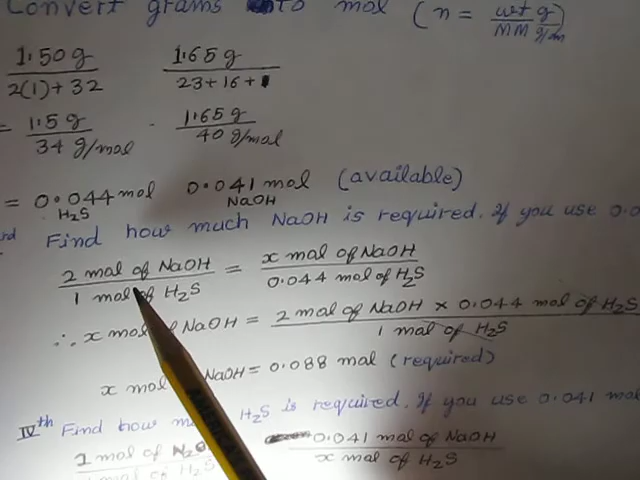 Convert grams to mol (n = wt g / MM g/m
1.50 g 1.65 g
2(1) + 32 23 + 16 + 1
= 1.5 g 1.65 g
34 g/mol 40 g/mol
= 0.044 mol 0.041 mol (available)
H2S NaOH
rd Find how much NaOH is required. If you use 0.0
2 mol of NaOH = x mol of NaOH
1 mol of H2S 0.044 mol of H2S
∴ x mol of NaOH = 2 mol of NaOH × 0.044 mol of H2S
1 mol of H2S
x mol NaOH = 0.088 mol (required)
IVth Find how H2S is required. If you use 0.041 mol
1 mol of 0.041 mol of NaOH
x mol of H2S